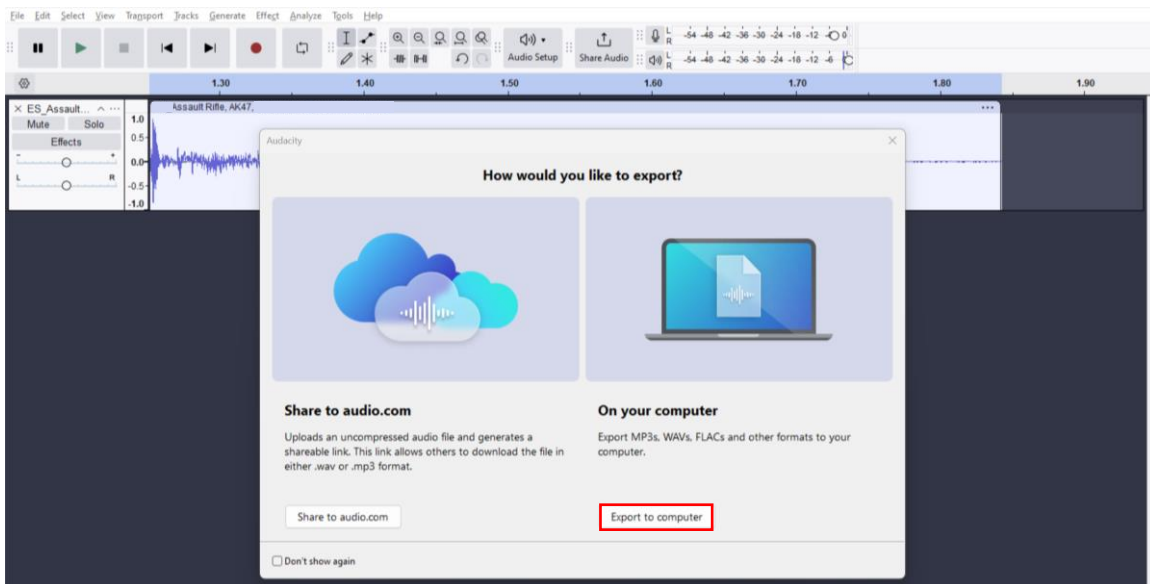 File Edit Select View Transport Tracks Generate Effect Analyze Tools Help
Audio Setup
Share Audio
L
R
-54 -48 -42 -36 -30 -24 -18 -12 0
L
R
-54 -48 -42 -36 -30 -24 -18 -12 -6
1.30 1.40 1.50 1.60 1.70 1.80 1.90
ES_Assault...
Mute Solo
Effects
- +
L R
1.0
0.5
0.0
-0.5
-1.0
Assault Rifle, AK47,
Audacity
How would you like to export?
Share to audio.com
Uploads an uncompressed audio file and generates a
shareable link. This link allows others to download the file in
either .wav or .mp3 format.
Share to audio.com
On your computer
Export MP3s, WAVs, FLACs and other formats to your
computer.
Export to computer
Don't show again